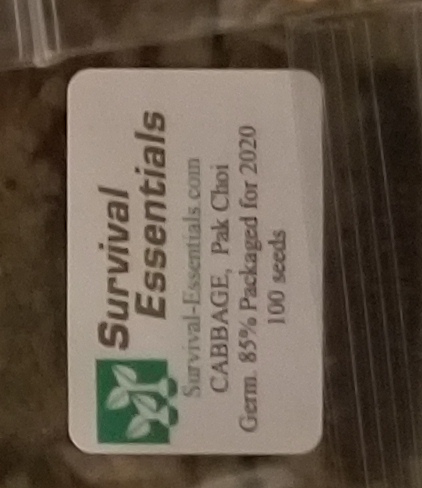 Survival
Essentials
Survival-Essentials.com
CABBAGE, Pak Choi
Germ. 85% Packaged for 2020
100 seeds